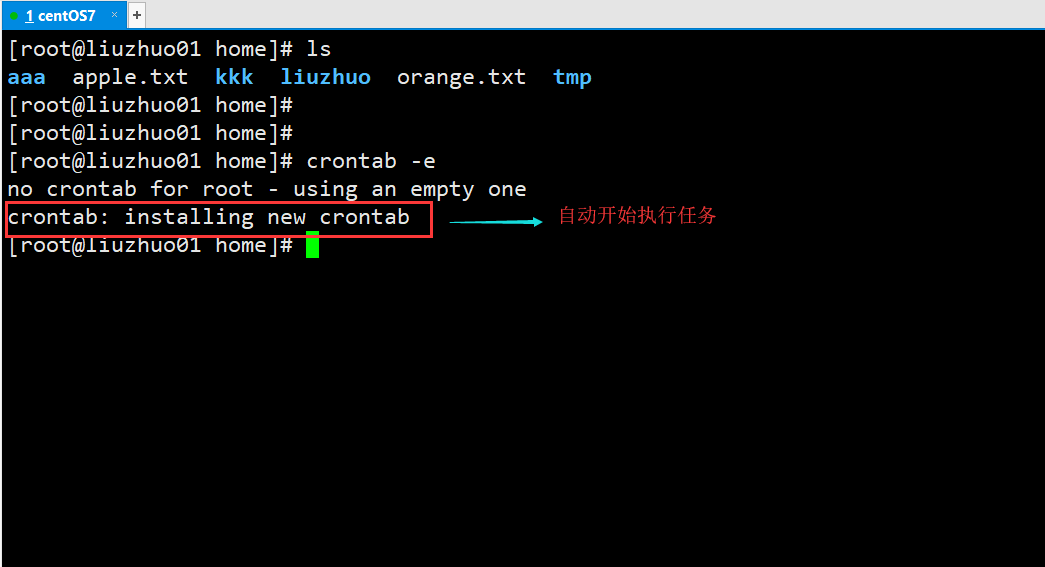 1 centOS7 × +
[root@liuzhuo01 home]# ls
aaa apple.txt kkk liuzhuo orange.txt tmp
[root@liuzhuo01 home]#
[root@liuzhuo01 home]#
[root@liuzhuo01 home]# crontab -e
no crontab for root - using an empty one
crontab: installing new crontab 自动开始执行任务
[root@liuzhuo01 home]#